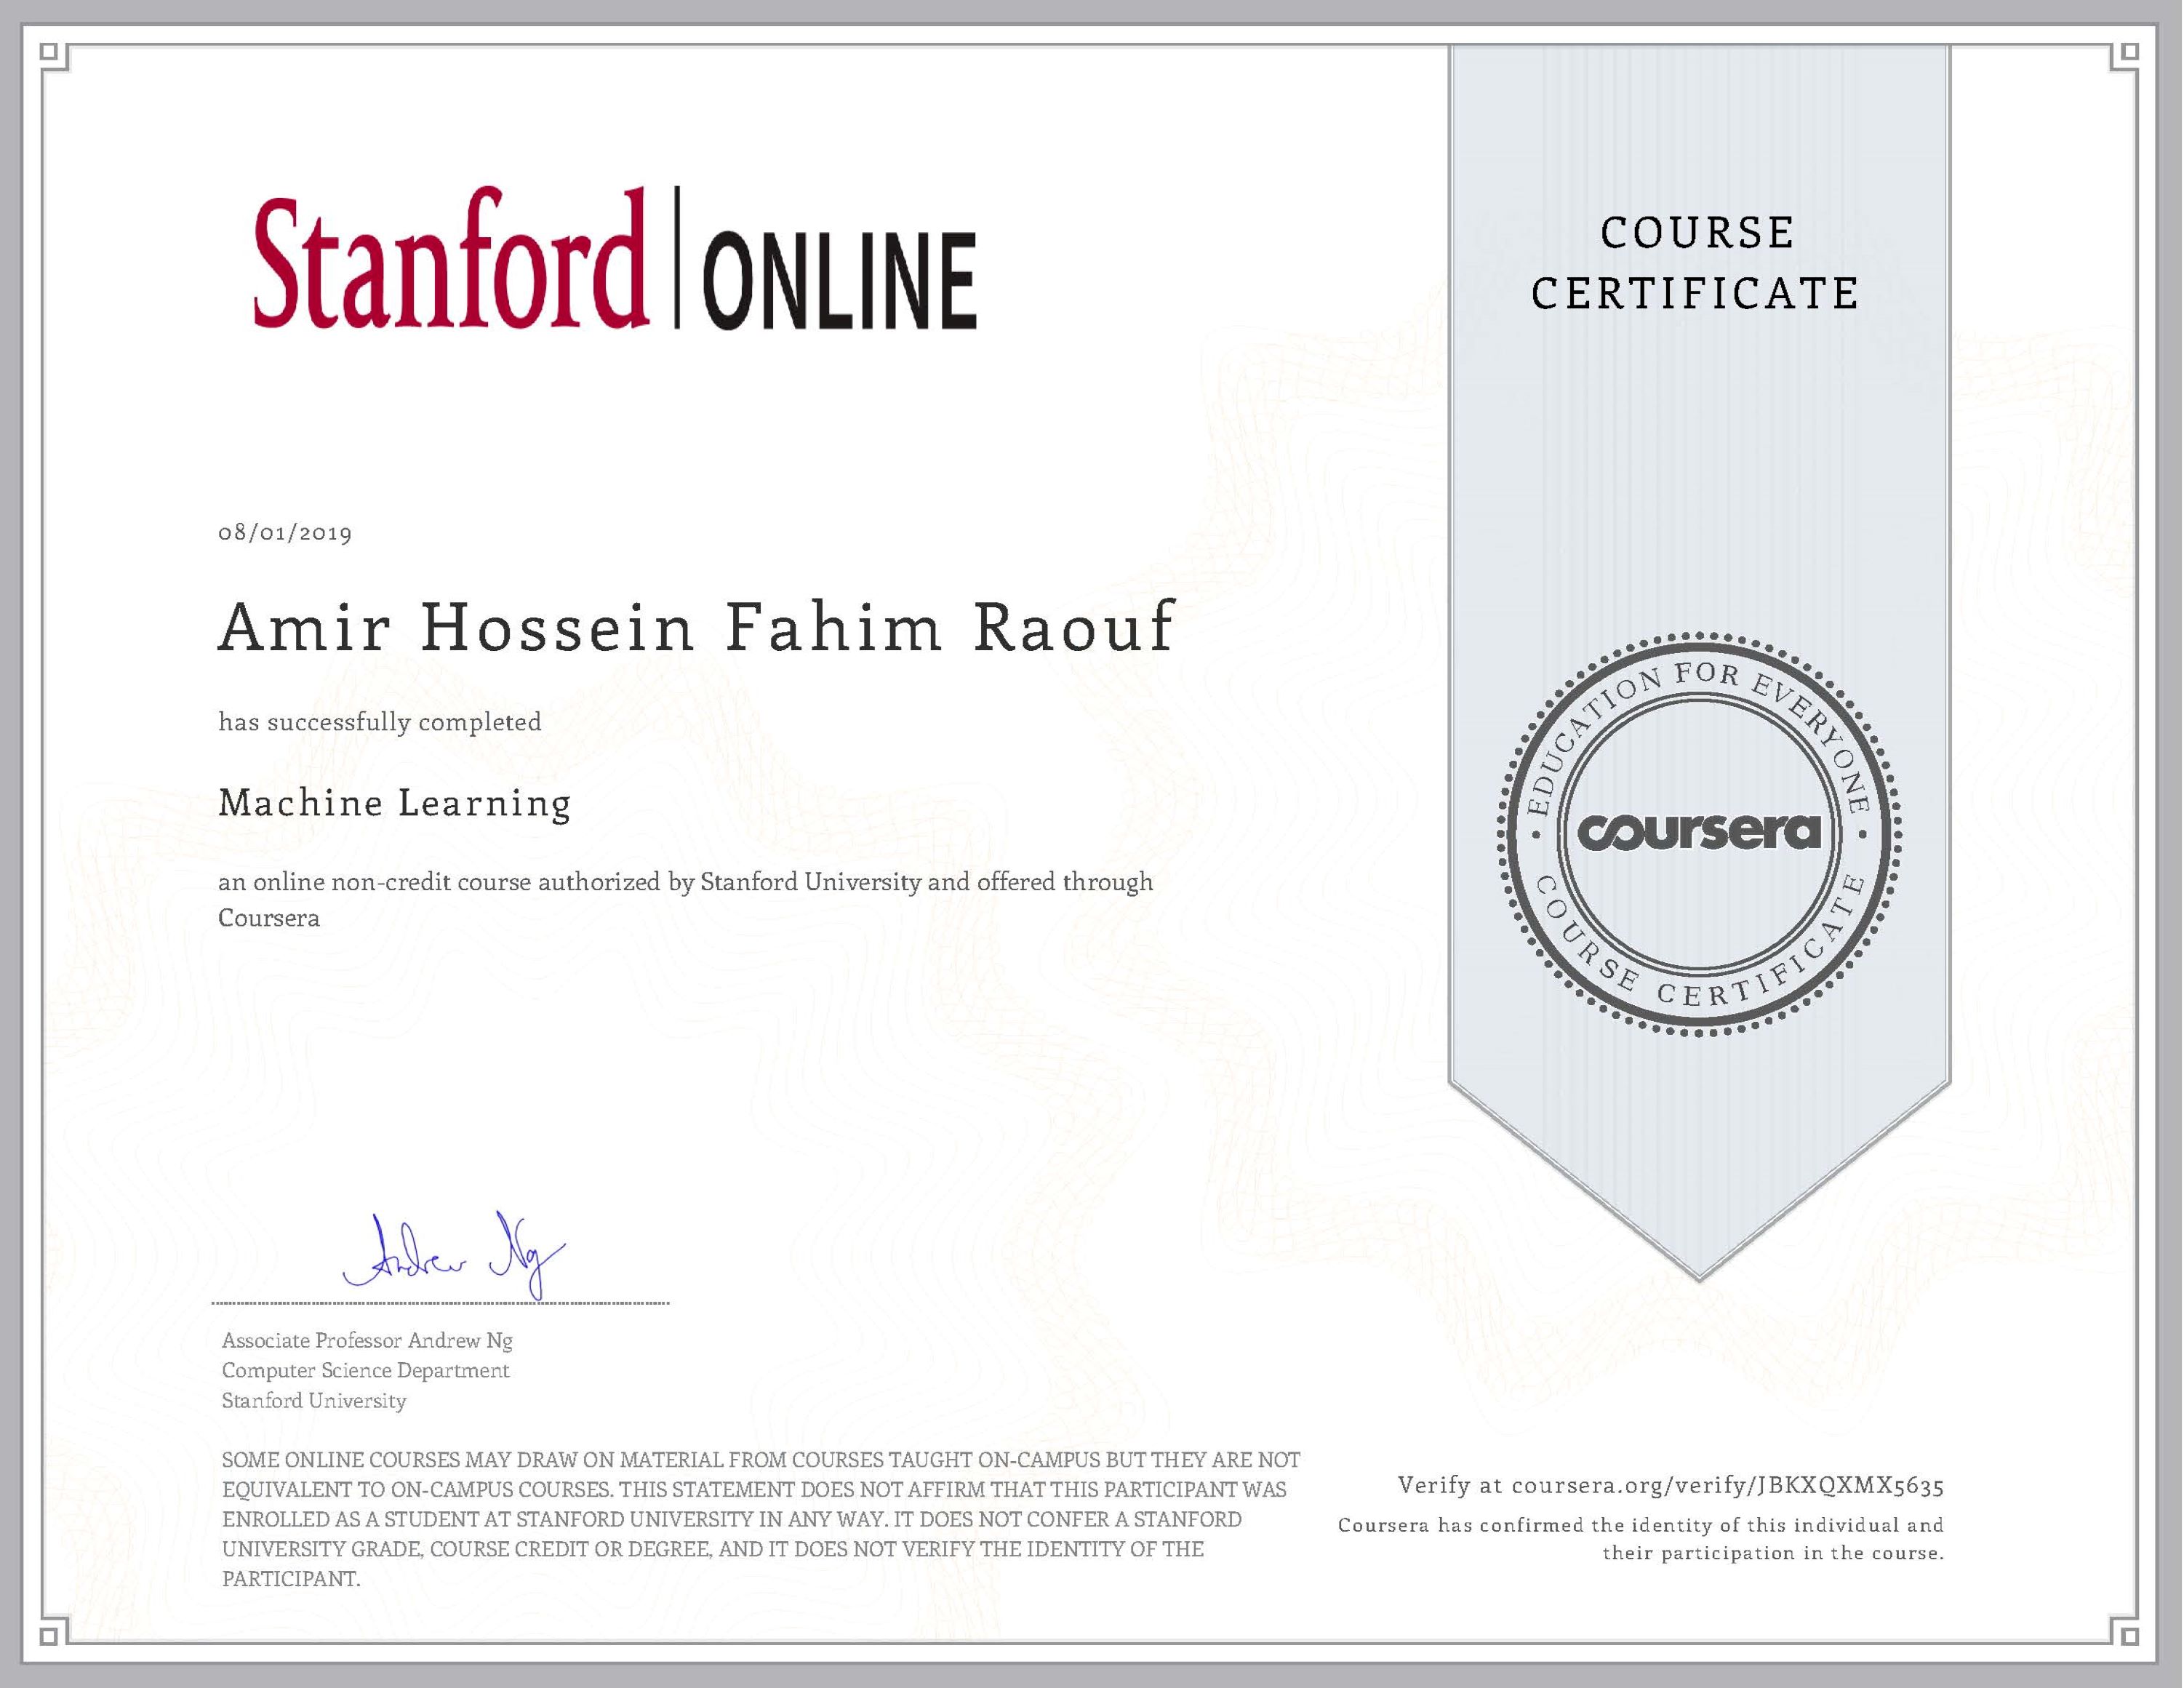 Stanford | ONLINE
COURSE
CERTIFICATE
08/01/2019
Amir Hossein Fahim Raouf
has successfully completed
Machine Learning
an online non-credit course authorized by Stanford University and offered through
Coursera
EDUCATION FOR EVERYONE
coursera
COURSE CERTIFICATE
Andrew Ng
Associate Professor Andrew Ng
Computer Science Department
Stanford University
SOME ONLINE COURSES MAY DRAW ON MATERIAL FROM COURSES TAUGHT ON-CAMPUS BUT THEY ARE NOT
EQUIVALENT TO ON-CAMPUS COURSES. THIS STATEMENT DOES NOT AFFIRM THAT THIS PARTICIPANT WAS
ENROLLED AS A STUDENT AT STANFORD UNIVERSITY IN ANY WAY. IT DOES NOT CONFER A STANFORD
UNIVERSITY GRADE, COURSE CREDIT OR DEGREE, AND IT DOES NOT VERIFY THE IDENTITY OF THE
PARTICIPANT.
Verify at coursera.org/verify/JBKXQXMX5635
Coursera has confirmed the identity of this individual and
their participation in the course.